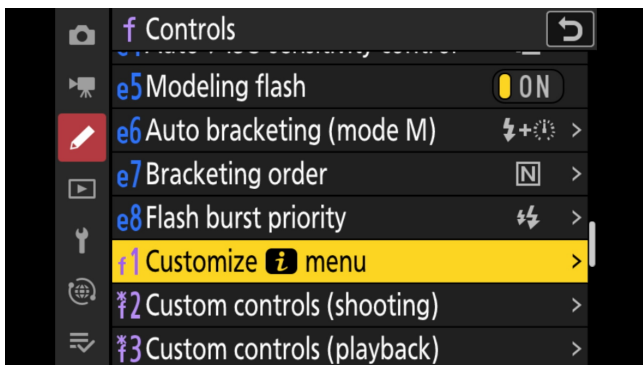 f Controls
e5 Modeling flash ON
e6 Auto bracketing (mode M)
e7 Bracketing order N
e8 Flash burst priority
f1 Customize i menu
*f2 Custom controls (shooting)
*f3 Custom controls (playback)